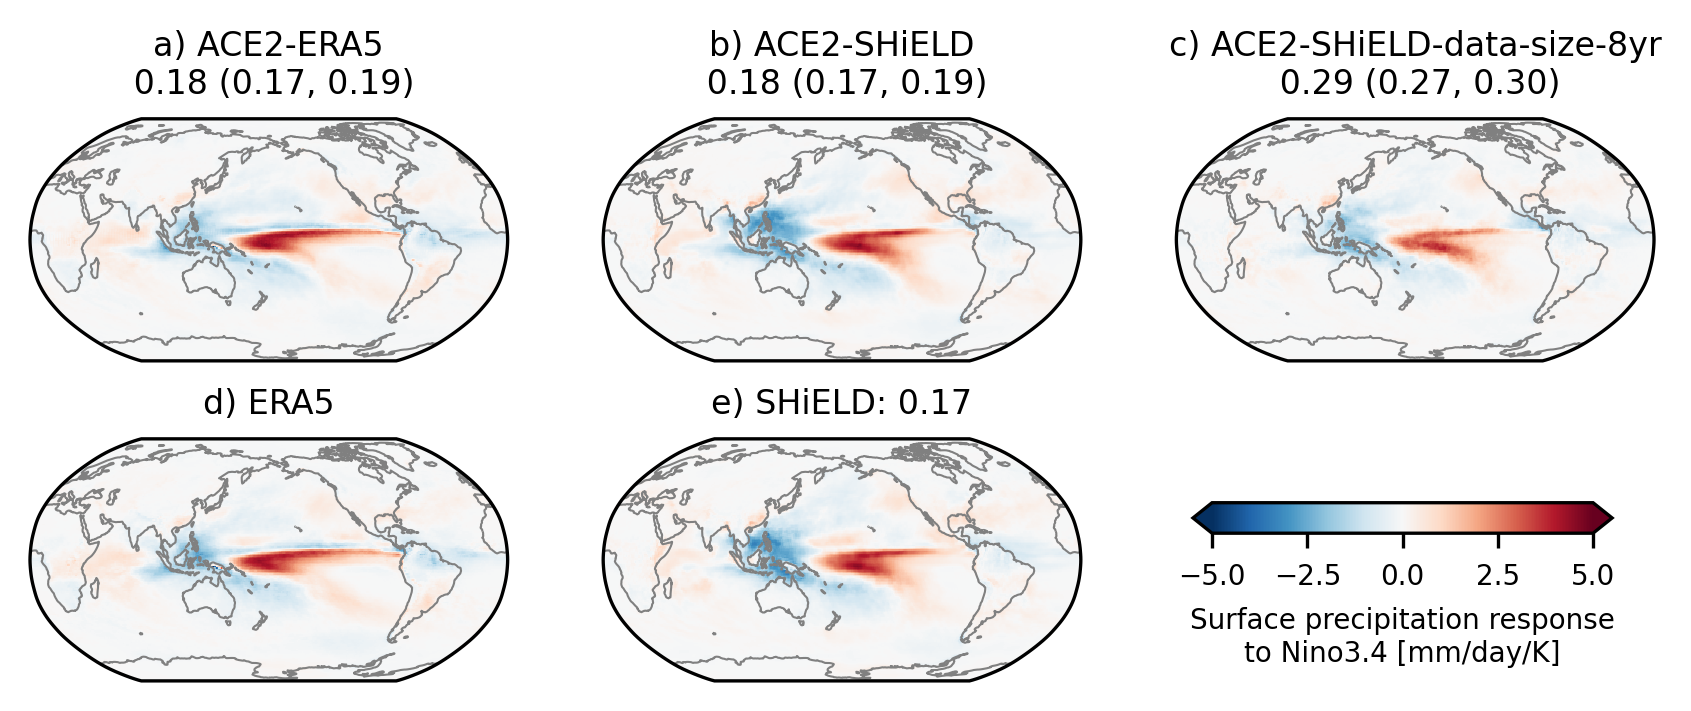 a) ACE2-ERA5
0.18 (0.17, 0.19)
b) ACE2-SHiELD
0.18 (0.17, 0.19)
c) ACE2-SHiELD-data-size-8yr
0.29 (0.27, 0.30)
d) ERA5
e) SHiELD: 0.17
−5.0 −2.5 0.0 2.5 5.0
Surface precipitation response
to Nino3.4 [mm/day/K]